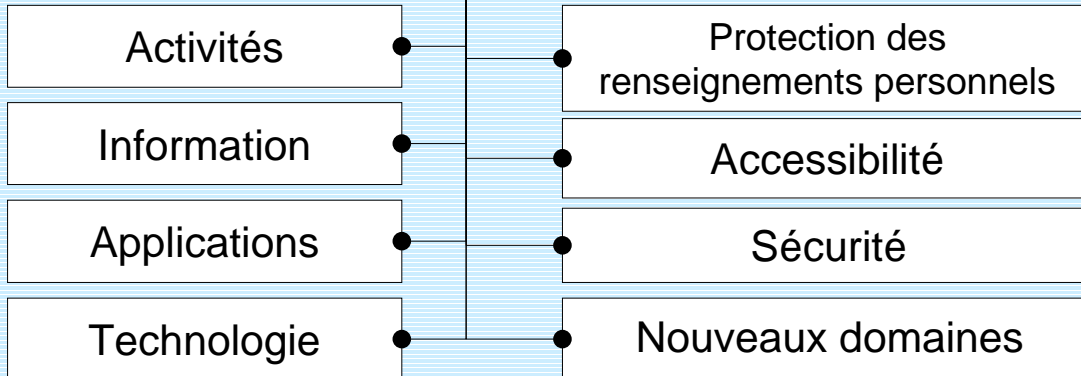 Activités
Information
Applications
Technologie
Protection des
renseignements personnels
Accessibilité
Sécurité
Nouveaux domaines